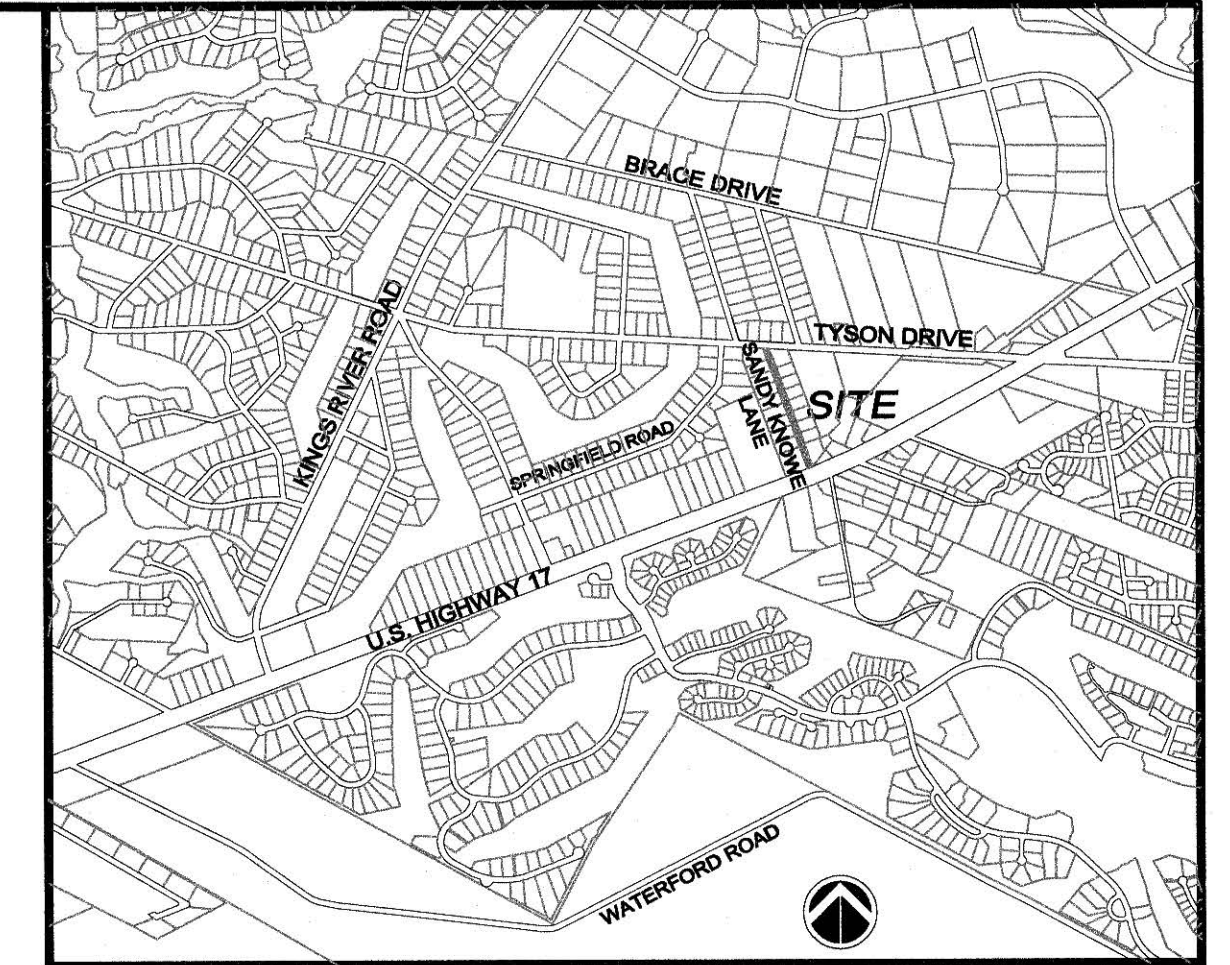 BRACE DRIVE
KINGS RIVER ROAD
TYSON DRIVE
SANDY KNOWE
LANE
SITE
SPRINGFIELD ROAD
U.S. HIGHWAY 17
WATERFORD ROAD